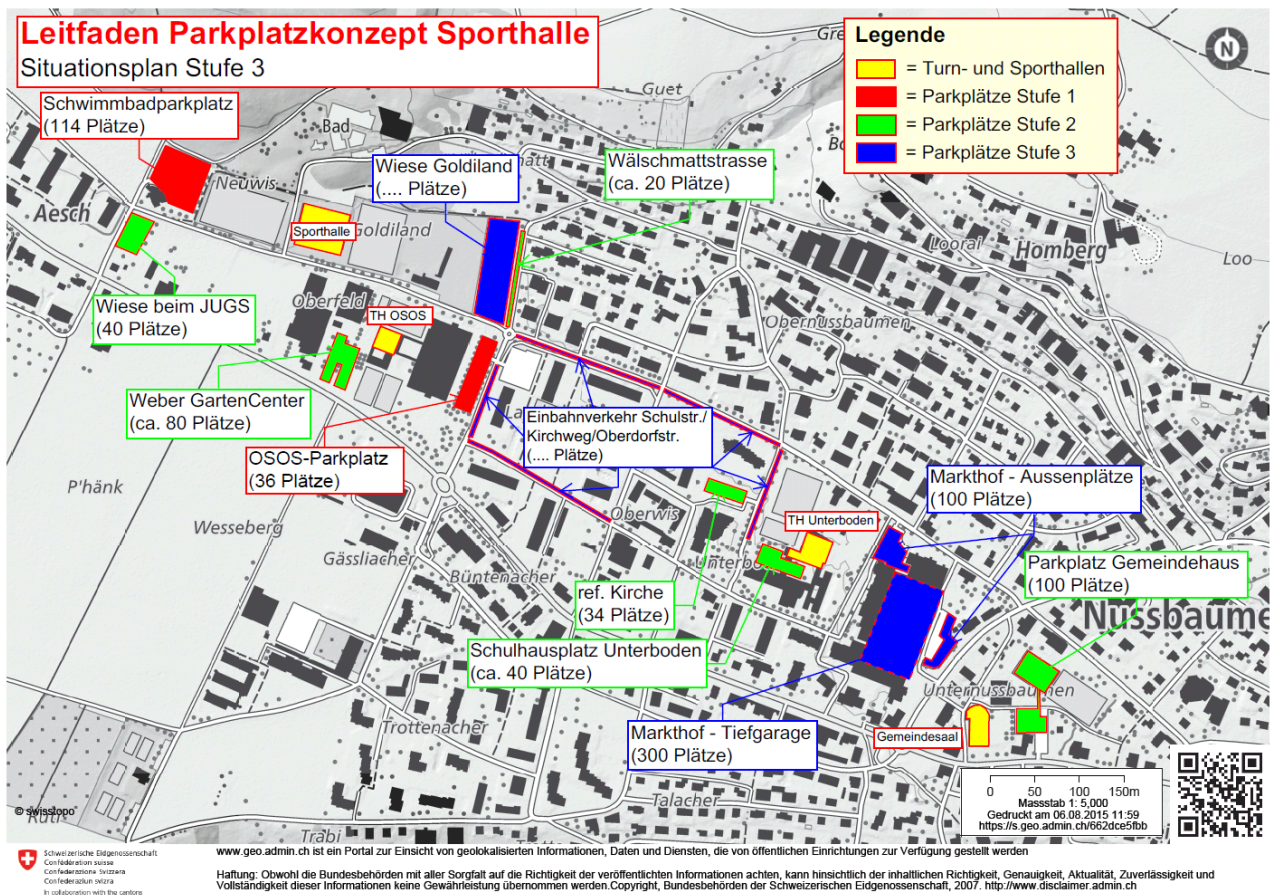 Leitfaden Parkplatzkonzept Sporthalle
Situationsplan Stufe 3
Legende
= Turn- und Sporthallen
= Parkplätze Stufe 1
= Parkplätze Stufe 2
= Parkplätze Stufe 3
N
Schwimmbadparkplatz
(114 Plätze)
Guet
Bad
Wiese Goldiland
(.... Plätze)
Wälschmattstrasse
(ca. 20 Plätze)
Neuwis
Aesch
Sporthalle
Goldiland
Loorai
Homberg
Loo
Wiese beim JUGS
(40 Plätze)
Oberfeld
TH OSOS
Obernussbaumen
Weber GartenCenter
(ca. 80 Plätze)
Einbahnverkehr Schulstr./
Kirchweg/Oberdorfstr.
(.... Plätze)
OSOS-Parkplatz
(36 Plätze)
Markthof - Aussenplätze
(100 Plätze)
P'hänk
Wesseberg
Oberwis
TH Unterboden
Gässliacher
Büntenacher
Parkplatz Gemeindehaus
(100 Plätze)
ref. Kirche
(34 Plätze)
Nussbaume
Schulhausplatz Unterboden
(ca. 40 Plätze)
Unternussbaumen
Trottenacher
Markthof - Tiefgarage
(300 Plätze)
Gemeindesaal
Talacher
Trabi
© swisstopo
0 50 100 150m
Massstab 1: 5,000
Gedruckt am 06.08.2015 11:59
https://s.geo.admin.ch/662dce5fbb
Schweizerische Eidgenossenschaft
Confédération suisse
Confederazione Svizzera
Confederaziun svizra
In collaboration with the cantons
www.geo.admin.ch ist ein Portal zur Einsicht von geolokalisierten Informationen, Daten und Diensten, die von öffentlichen Einrichtungen zur Verfügung gestellt werden
Haftung: Obwohl die Bundesbehörden mit aller Sorgfalt auf die Richtigkeit der veröffentlichten Informationen achten, kann hinsichtlich der inhaltlichen Richtigkeit, Genauigkeit, Aktualität, Zuverlässigkeit und
Vollständigkeit dieser Informationen keine Gewährleistung übernommen werden.Copyright, Bundesbehörden der Schweizerischen Eidgenossenschaft, 2007. http://www.disclaimer.admin.ch